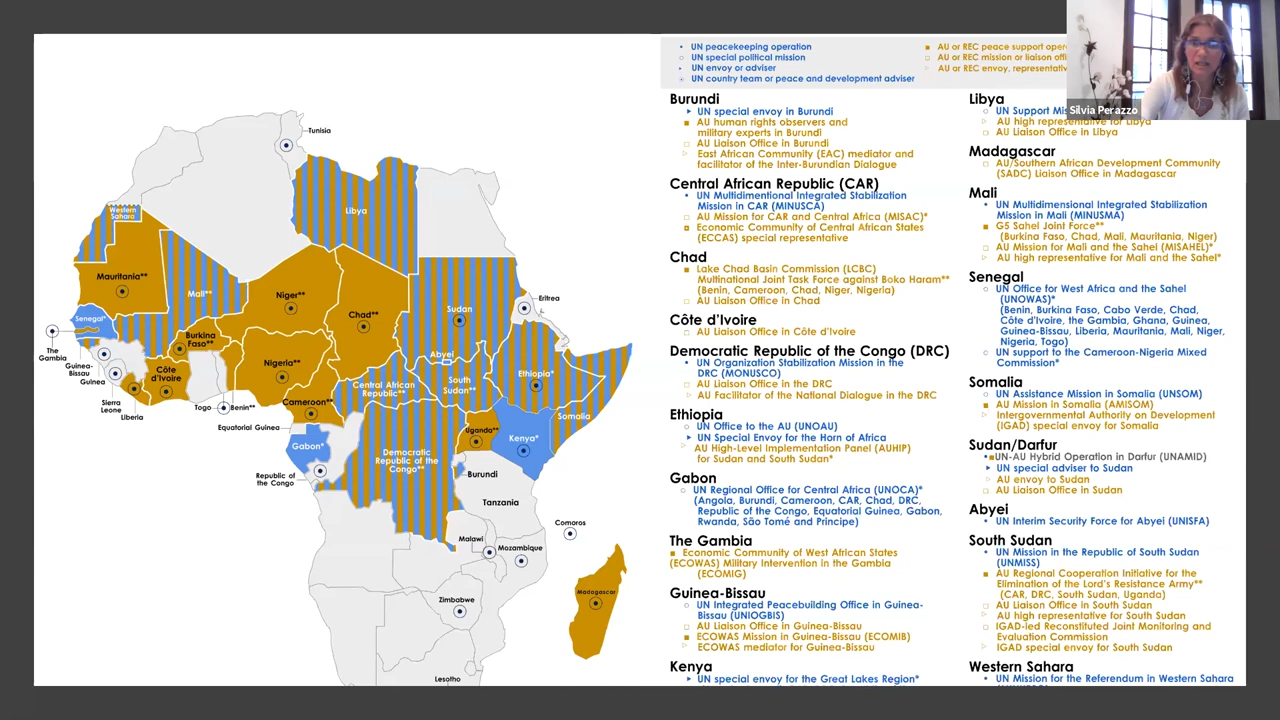 Tunisia
Libya
Western
Sahara
Mauritania**
Mali**
Niger**
Chad**
Sudan
Eritrea
Senegal*
The
Gambia
Guinea-
Bissau
Guinea
Sierra
Leone
Liberia
Côte
d'Ivoire
Burkina
Faso**
Togo
Benin**
Nigeria**
Cameroon**
Equatorial Guinea
Abyei
Central African
Republic**
South
Sudan**
Ethiopia*
Somalia
Gabon*
Republic of
the Congo
Democratic
Republic of the
Congo**
Uganda**
Kenya*
Burundi
Tanzania
Comoros
Malawi
Mozambique
Zimbabwe
Madagascar
Lesotho
• UN peacekeeping operation
○ UN special political mission
▸ UN envoy or adviser
⊙ UN country team or peace and development adviser
■ AU or REC peace support oper
□ AU or REC mission or liaison offi
▹ AU or REC envoy, representativ
Burundi
▸ UN special envoy in Burundi
■ AU human rights observers and
military experts in Burundi
□ AU Liaison Office in Burundi
▹ East African Community (EAC) mediator and
facilitator of the Inter-Burundian Dialogue
Central African Republic (CAR)
• UN Multidimentional Integrated Stabilization
Mission in CAR (MINUSCA)
□ AU Mission for CAR and Central Africa (MISAC)*
Economic Community of Central African States
(ECCAS) special representative
Chad
■ Lake Chad Basin Commission (LCBC)
Multinational Joint Task Force against Boko Haram**
(Benin, Cameroon, Chad, Niger, Nigeria)
□ AU Liaison Office in Chad
Côte d'Ivoire
□ AU Liaison Office in Côte d'Ivoire
Democratic Republic of the Congo (DRC)
• UN Organization Stabilization Mission in the
DRC (MONUSCO)
□ AU Liaison Office in the DRC
▹ AU Facilitator of the National Dialogue in the DRC
Ethiopia
○ UN Office to the AU (UNOAU)
▸ UN Special Envoy for the Horn of Africa
▹ AU High-Level Implementation Panel (AUHIP)
for Sudan and South Sudan*
Gabon
○ UN Regional Office for Central Africa (UNOCA)*
(Angola, Burundi, Cameroon, CAR, Chad, DRC,
Republic of the Congo, Equatorial Guinea, Gabon,
Rwanda, São Tomé and Principe)
The Gambia
■ Economic Community of West African States
(ECOWAS) Military Intervention in the Gambia
(ECOMIG)
Guinea-Bissau
○ UN Integrated Peacebuilding Office in Guinea-
Bissau (UNIOGBIS)
□ AU Liaison Office in Guinea-Bissau
■ ECOWAS Mission in Guinea-Bissau (ECOMIB)
▹ ECOWAS mediator for Guinea-Bissau
Kenya
▸ UN special envoy for the Great Lakes Region*
Silvia Perazzo
Libya
○ UN Support Mis
▹ AU high representative for Libya
□ AU Liaison Office in Libya
Madagascar
□ AU/Southern African Development Community
(SADC) Liaison Office in Madagascar
Mali
• UN Multidimensional Integrated Stabilization
Mission in Mali (MINUSMA)
■ G5 Sahel Joint Force**
(Burkina Faso, Chad, Mali, Mauritania, Niger)
□ AU Mission for Mali and the Sahel (MISAHEL)*
▹ AU high representative for Mali and the Sahel*
Senegal
○ UN Office for West Africa and the Sahel
(UNOWAS)*
(Benin, Burkina Faso, Cabo Verde, Chad,
Côte d'Ivoire, the Gambia, Ghana, Guinea,
Guinea-Bissau, Liberia, Mauritania, Mali, Niger,
Nigeria, Togo)
○ UN support to the Cameroon-Nigeria Mixed
Commission*
Somalia
○ UN Assistance Mission in Somalia (UNSOM)
■ AU Mission in Somalia (AMISOM)
▹ Intergovernmental Authority on Development
(IGAD) special envoy for Somalia
Sudan/Darfur
•■UN-AU Hybrid Operation in Darfur (UNAMID)
▸ UN special adviser to Sudan
▹ AU envoy to Sudan
□ AU Liaison Office in Sudan
Abyei
• UN Interim Security Force for Abyei (UNISFA)
South Sudan
• UN Mission in the Republic of South Sudan
(UNMISS)
■ AU Regional Cooperation Initiative for the
Elimination of the Lord's Resistance Army**
(CAR, DRC, South Sudan, Uganda)
□ AU Liaison Office in South Sudan
▹ AU high representative for South Sudan
□ IGAD-led Reconstituted Joint Monitoring and
Evaluation Commission
▹ IGAD special envoy for South Sudan
Western Sahara
• UN Mission for the Referendum in Western Sahara